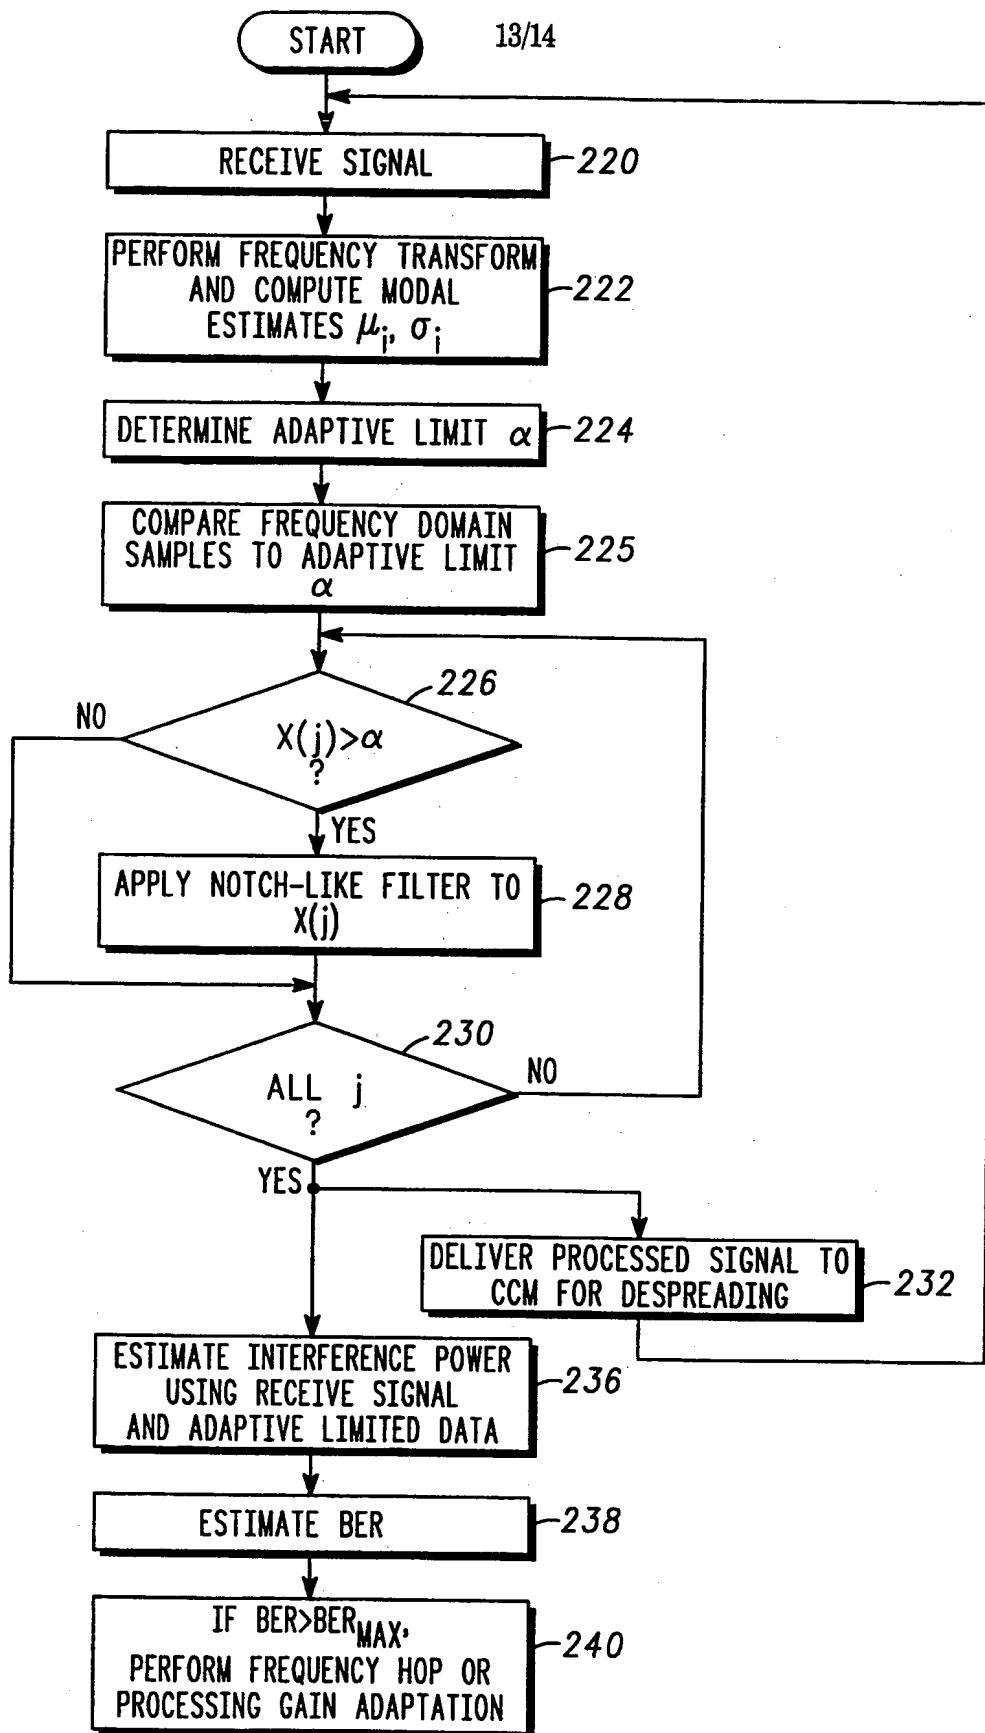 START
13/14
RECEIVE SIGNAL
220
PERFORM FREQUENCY TRANSFORM
AND COMPUTE MODAL
ESTIMATES μi, σi
222
DETERMINE ADAPTIVE LIMIT α
224
COMPARE FREQUENCY DOMAIN
SAMPLES TO ADAPTIVE LIMIT
α
225
226
NO
X(j)>α
?
YES
APPLY NOTCH-LIKE FILTER TO
X(j)
228
230
ALL j
?
NO
YES
DELIVER PROCESSED SIGNAL TO
CCM FOR DESPREADING
232
ESTIMATE INTERFERENCE POWER
USING RECEIVE SIGNAL
AND ADAPTIVE LIMITED DATA
236
ESTIMATE BER
238
IF BER>BERMAX,
PERFORM FREQUENCY HOP OR
PROCESSING GAIN ADAPTATION
240